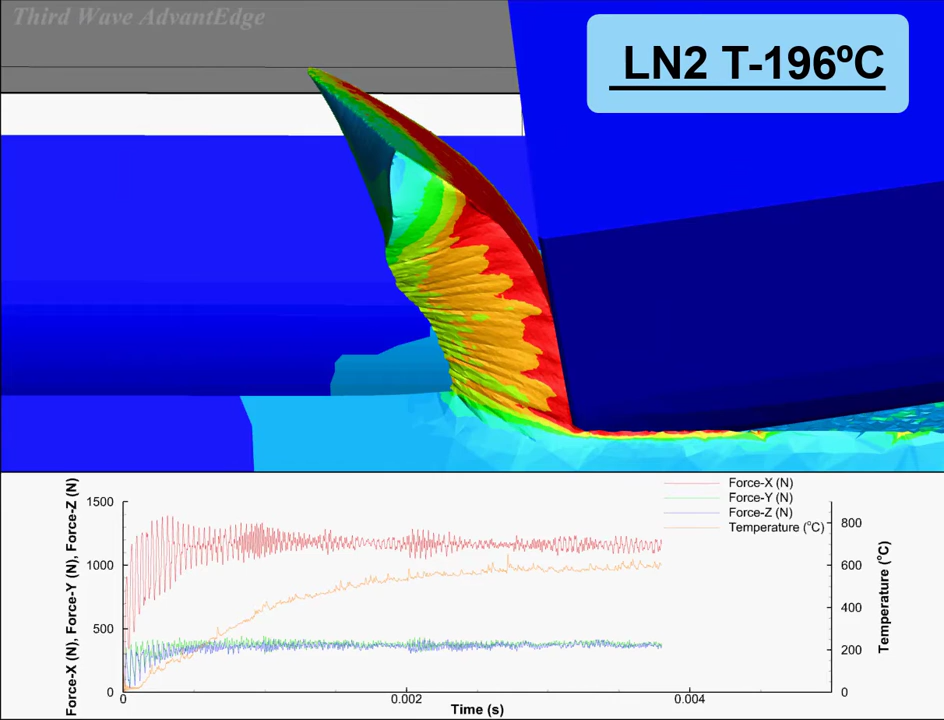 Third Wave AdvantEdge
LN2 T-196ºC
Force-X (N), Force-Y (N), Force-Z (N)
1500
1000
500
0
Force-X (N)
Force-Y (N)
Force-Z (N)
Temperature (°C)
800
600
400
200
0
Temperature (°C)
0
0.002
0.004
Time (s)